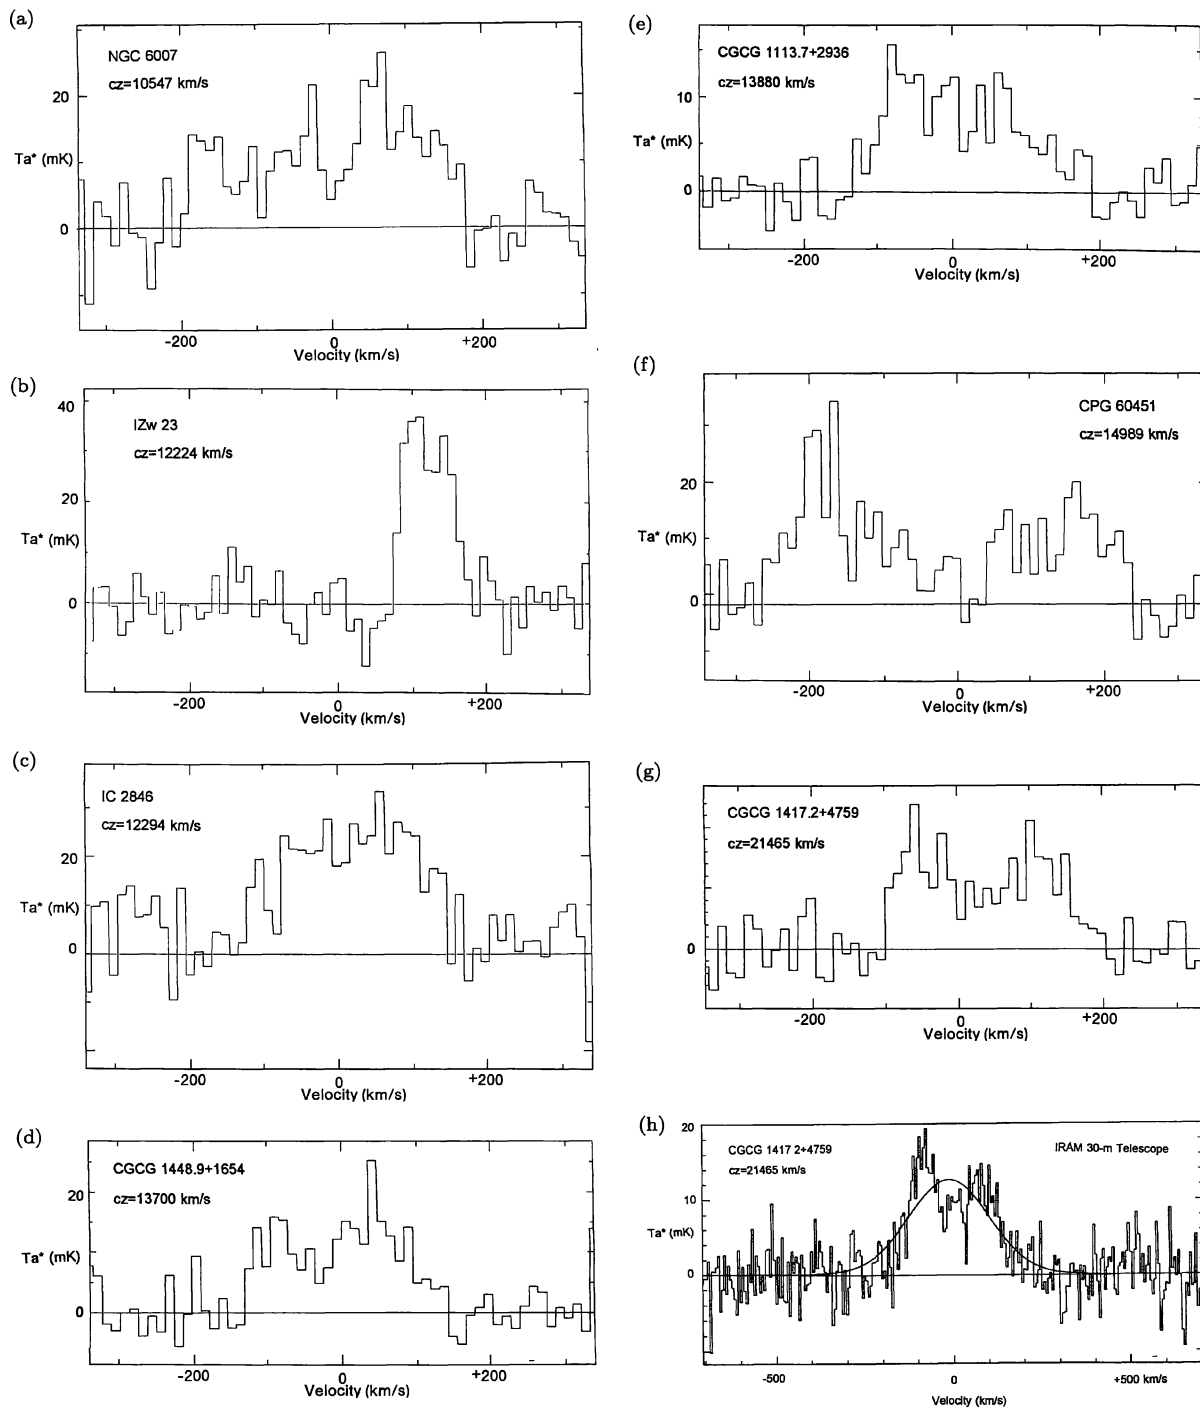 (a)
NGC 6007
cz=10547 km/s
20
Ta* (mK)
0
-200
0
+200
Velocity (km/s)
(b)
40
IZw 23
cz=12224 km/s
20
Ta* (mK)
0
-200
0
+200
Velocity (km/s)
(c)
IC 2846
cz=12294 km/s
20
Ta* (mK)
0
-200
0
+200
Velocity (km/s)
(d)
CGCG 1448.9+1654
cz=13700 km/s
20
Ta* (mK)
0
-200
0
+200
Velocity (km/s)
(e)
CGCG 1113.7+2936
cz=13880 km/s
10
Ta* (mK)
0
-200
0
+200
Velocity (km/s)
(f)
CPG 60451
cz=14989 km/s
20
Ta* (mK)
0
-200
0
+200
Velocity (km/s)
(g)
CGCG 1417.2+4759
cz=21465 km/s
0
-200
0
+200
Velocity (km/s)
(h)
20
CGCG 1417 2+4759
IRAM 30-m Telescope
cz=21465 km/s
10
Ta* (mK)
0
-500
0
+500 km/s
Velocity (km/s)